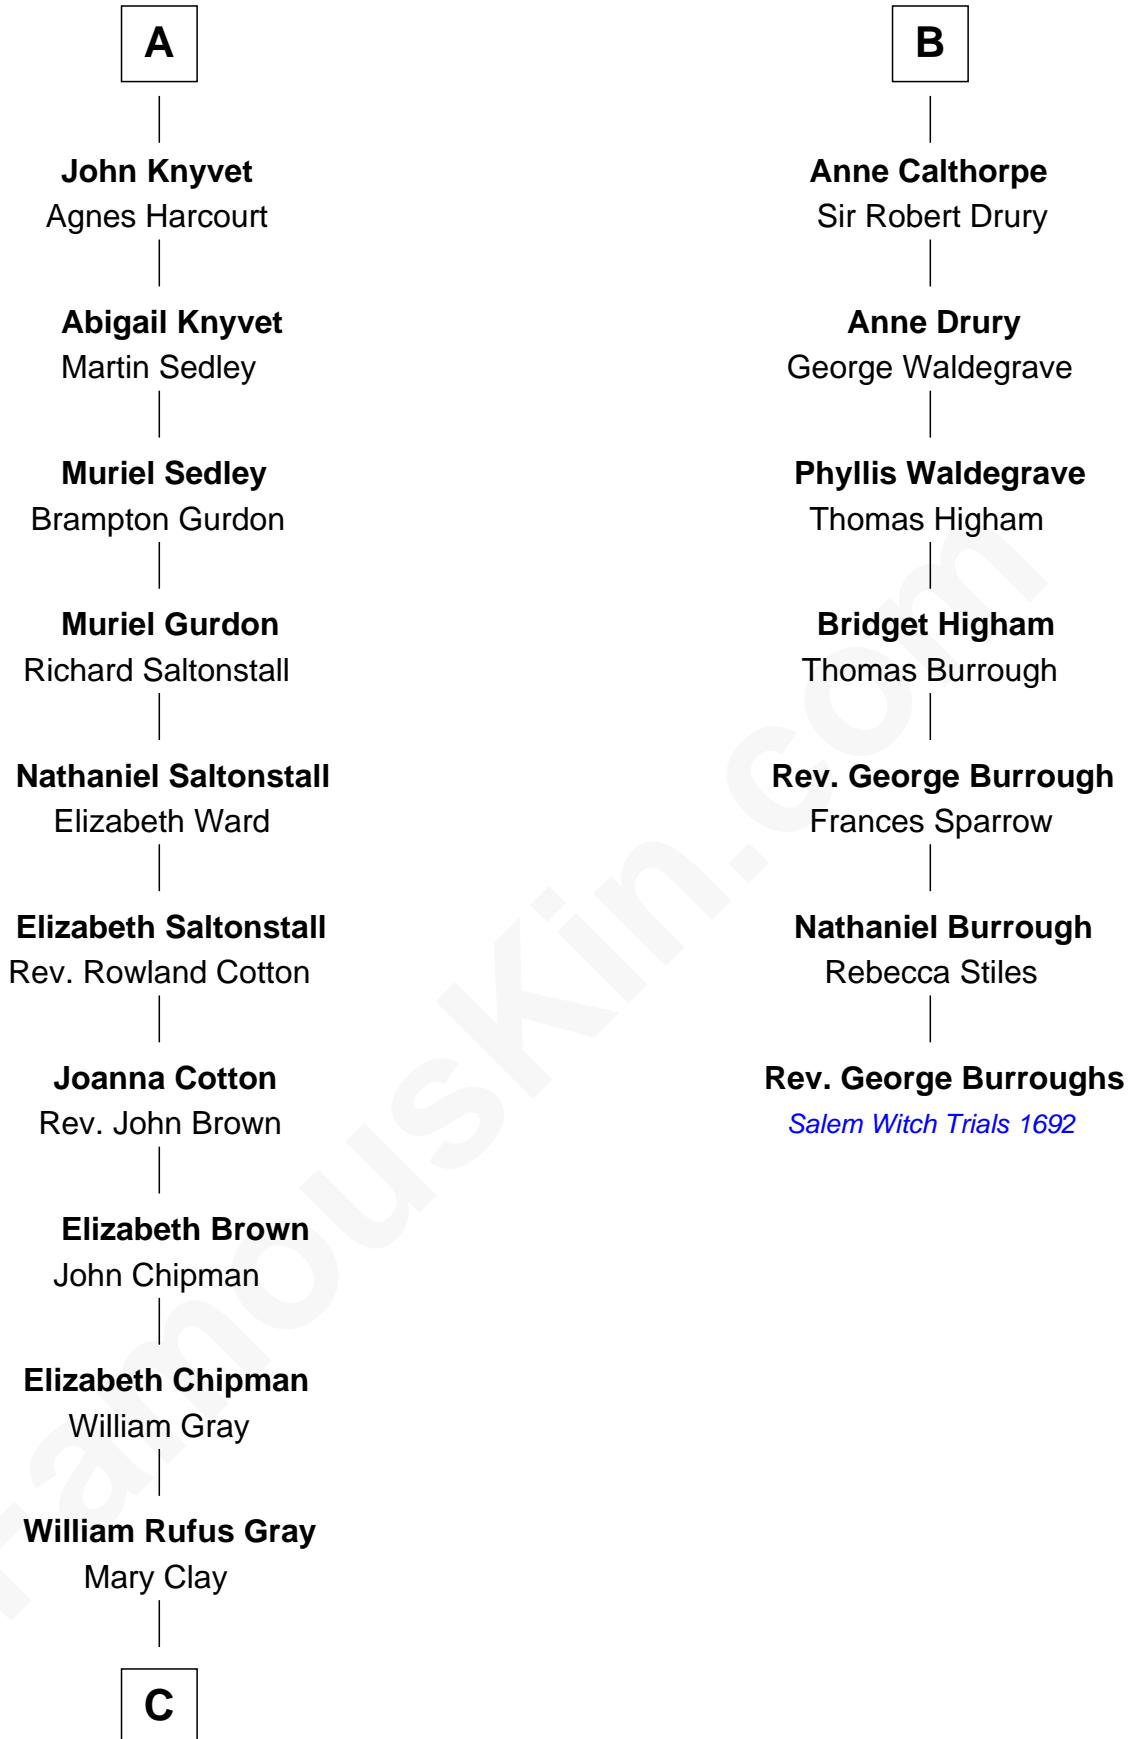 A
John Knyvet
Agnes Harcourt
Abigail Knyvet
Martin Sedley
Muriel Sedley
Brampton Gurdon
Muriel Gurdon
Richard Saltonstall
Nathaniel Saltonstall
Elizabeth Ward
Elizabeth Saltonstall
Rev. Rowland Cotton
Joanna Cotton
Rev. John Brown
Elizabeth Brown
John Chipman
Elizabeth Chipman
William Gray
William Rufus Gray
Mary Clay
C
B
Anne Calthorpe
Sir Robert Drury
Anne Drury
George Waldegrave
Phyllis Waldegrave
Thomas Higham
Bridget Higham
Thomas Burrough
Rev. George Burrough
Frances Sparrow
Nathaniel Burrough
Rebecca Stiles
Rev. George Burroughs
Salem Witch Trials 1692
FamousKin.com